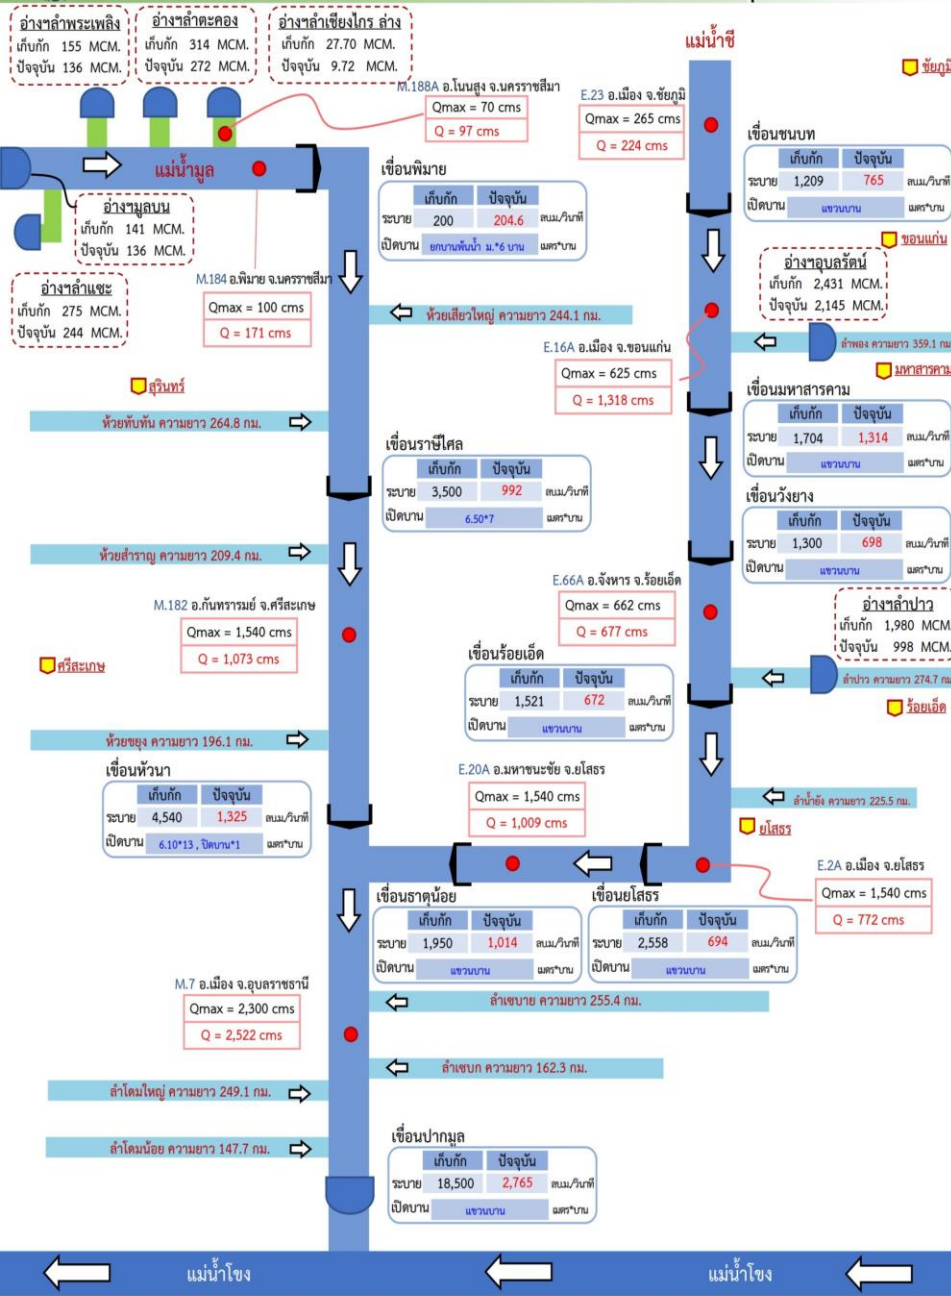 อ่างฯลำพระเพลิง
เก็บกัก 155 MCM.
ปัจจุบัน 136 MCM.
อ่างฯลำตะคอง
เก็บกัก 314 MCM.
ปัจจุบัน 272 MCM.
อ่างฯลำเชียงไกร ล่าง
เก็บกัก 27.70 MCM.
ปัจจุบัน 9.72 MCM.
M.188A อ.โนนสูง จ.นครราชสีมา
Qmax = 70 cms
Q = 97 cms
แม่น้ำชี
ชัยภูมิ
E.23 อ.เมือง จ.ชัยภูมิ
Qmax = 265 cms
Q = 224 cms
เขื่อนชนบท
เก็บกัก ปัจจุบัน
ระบาย 1,209 765 ลบม/วินาที
เปิดบาน แขวนบาน เมตร*บาน
แม่น้ำมูล
เขื่อนพิมาย
เก็บกัก ปัจจุบัน
ระบาย 200 204.6 ลบม/วินาที
เปิดบาน ยกบานพ้นน้ำ ม.*6 บาน เมตร*บาน
อ่างฯมูลบน
เก็บกัก 141 MCM.
ปัจจุบัน 136 MCM.
ขอนแก่น
อ่างฯอุบลรัตน์
เก็บกัก 2,431 MCM.
ปัจจุบัน 2,145 MCM.
อ่างฯลำแซะ
เก็บกัก 275 MCM.
ปัจจุบัน 244 MCM.
M.184 อ.พิมาย จ.นครราชสีมา
Qmax = 100 cms
Q = 171 cms
ห้วยเสียวใหญ่ ความยาว 244.1 กม.
E.16A อ.เมือง จ.ขอนแก่น
Qmax = 625 cms
Q = 1,318 cms
ลำพอง ความยาว 359.1 กม
มหาสารคาม
สุรินทร์
ห้วยทับทัน ความยาว 264.8 กม.
เขื่อนมหาสารคาม
เก็บกัก ปัจจุบัน
ระบาย 1,704 1,314 ลบม/วินาที
เปิดบาน แขวนบาน เมตร*บาน
เขื่อนราษีไศล
เก็บกัก ปัจจุบัน
ระบาย 3,500 992 ลบม/วินาที
เปิดบาน 6.50*7 เมตร*บาน
เขื่อนวังยาง
เก็บกัก ปัจจุบัน
ระบาย 1,300 698 ลบม/วินาที
เปิดบาน แขวนบาน เมตร*บาน
ห้วยสำราญ ความยาว 209.4 กม.
M.182 อ.กันทรารมย์ จ.ศรีสะเกษ
Qmax = 1,540 cms
Q = 1,073 cms
E.66A อ.จังหาร จ.ร้อยเอ็ด
Qmax = 662 cms
Q = 677 cms
อ่างฯลำปาว
เก็บกัก 1,980 MCM.
ปัจจุบัน 998 MCM.
ศรีสะเกษ
เขื่อนร้อยเอ็ด
เก็บกัก ปัจจุบัน
ระบาย 1,521 672 ลบม/วินาที
เปิดบาน แขวนบาน เมตร*บาน
ลำปาว ความยาว 274.7 กม
ร้อยเอ็ด
ห้วยขยุง ความยาว 196.1 กม.
เขื่อนหัวนา
เก็บกัก ปัจจุบัน
ระบาย 4,540 1,325 ลบม/วินาที
เปิดบาน 6.10*13 , ปิดบาน*1 เมตร*บาน
E.20A อ.มหาชนะชัย จ.ยโสธร
Qmax = 1,540 cms
Q = 1,009 cms
ลำน้ำยัง ความยาว 225.5 กม.
ยโสธร
E.2A อ.เมือง จ.ยโสธร
Qmax = 1,540 cms
Q = 772 cms
เขื่อนธาตุน้อย
เก็บกัก ปัจจุบัน
ระบาย 1,950 1,014 ลบม/วินาที
เปิดบาน แขวนบาน เมตร*บาน
เขื่อนยโสธร
เก็บกัก ปัจจุบัน
ระบาย 2,558 694 ลบม/วินาที
เปิดบาน แขวนบาน เมตร*บาน
M.7 อ.เมือง จ.อุบลราชธานี
Qmax = 2,300 cms
Q = 2,522 cms
ลำเซบาย ความยาว 255.4 กม.
ลำเซบก ความยาว 162.3 กม.
ลำโดมใหญ่ ความยาว 249.1 กม.
ลำโดมน้อย ความยาว 147.7 กม.
เขื่อนปากมูล
เก็บกัก ปัจจุบัน
ระบาย 18,500 2,765 ลบม/วินาที
เปิดบาน แขวนบาน เมตร*บาน
แม่น้ำโขง
แม่น้ำโขง